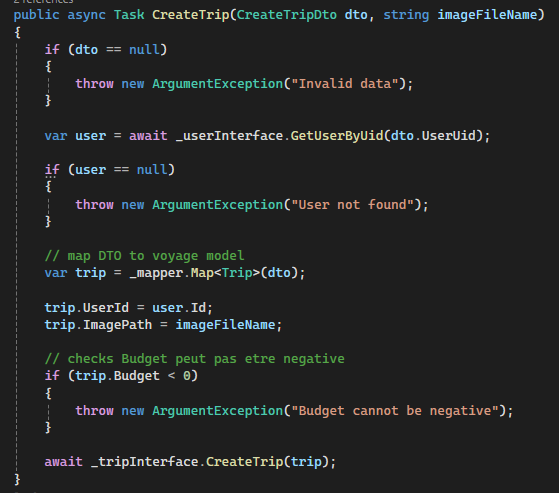 2 references
public async Task CreateTrip(CreateTripDto dto, string imageFileName)
{
if (dto == null)
{
throw new ArgumentException("Invalid data");
}
var user = await _userInterface.GetUserByUid(dto.UserUid);
if (user == null)
{
throw new ArgumentException("User not found");
}
// map DTO to voyage model
var trip = _mapper.Map<Trip>(dto);
trip.UserId = user.Id;
trip.ImagePath = imageFileName;
// checks Budget peut pas etre negative
if (trip.Budget < 0)
{
throw new ArgumentException("Budget cannot be negative");
}
await _tripInterface.CreateTrip(trip);
}